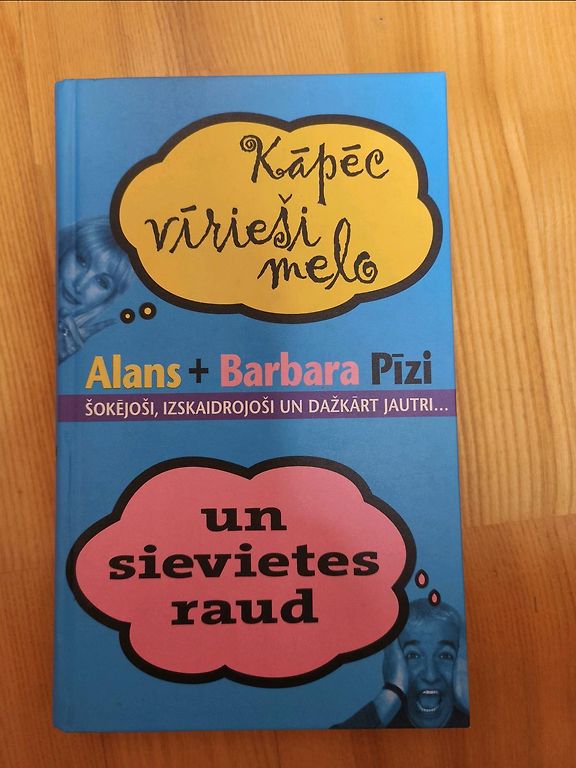 Kāpēc
vīrieši
melo
Alans + Barbara Pīzi
ŠOKĒJOŠI, IZSKAIDROJOŠI UN DAŽKĀRT JAUTRI...
un
sievietes
raud